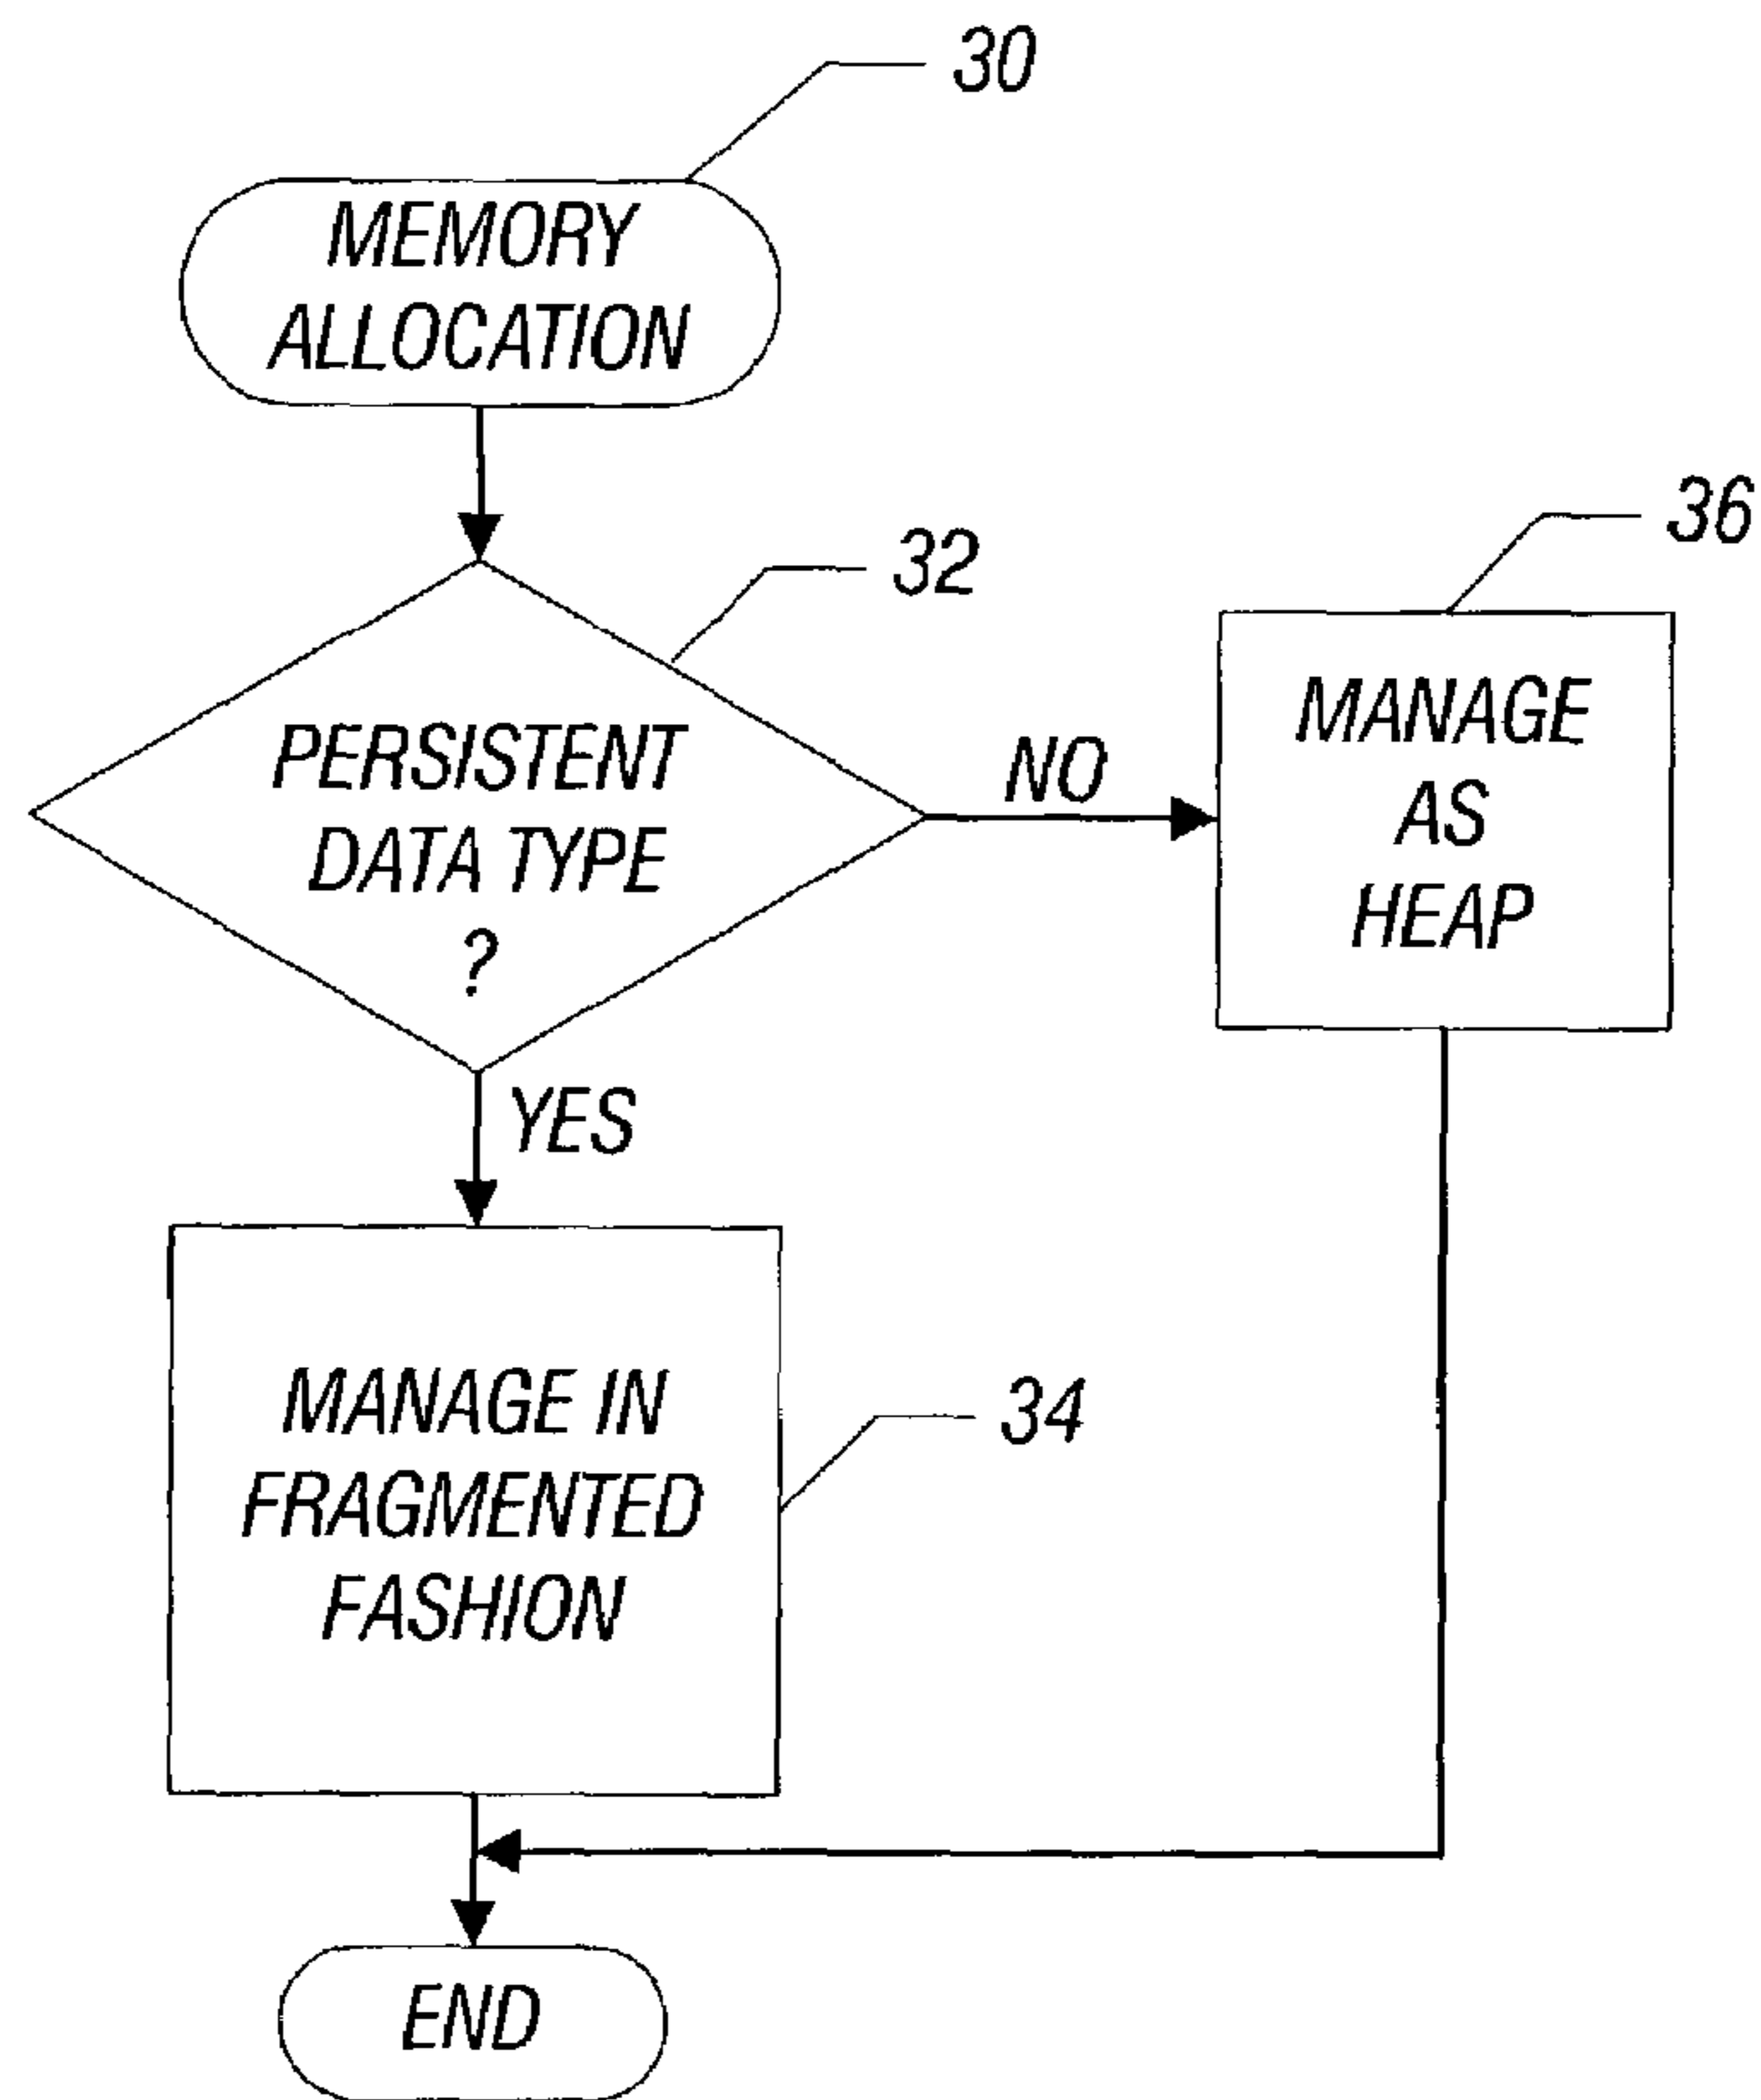 30
MEMORY
ALLOCATION
32
PERSISTENT
DATA TYPE
?
NO
36
MANAGE
AS
HEAP
YES
MANAGE IN
FRAGMENTED
FASHION
34
END